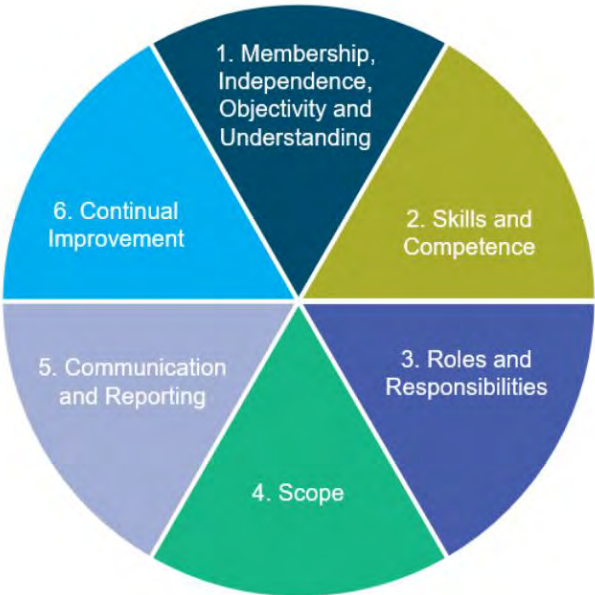 1. Membership,
Independence,
Objectivity and
Understanding
2. Skills and
Competence
3. Roles and
Responsibilities
4. Scope
5. Communication
and Reporting
6. Continual
Improvement